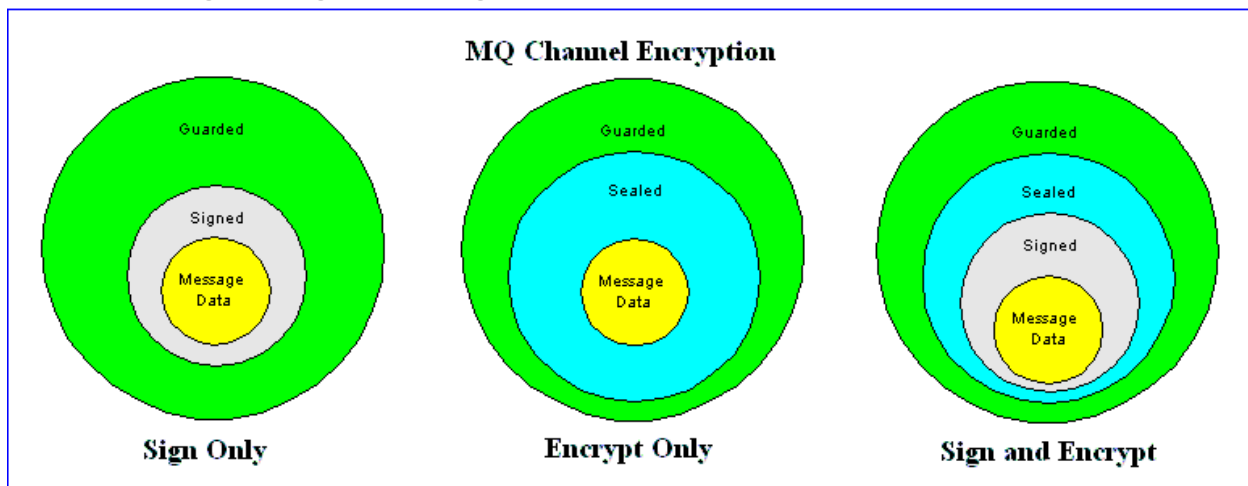 MQ Channel Encryption
Guarded
Signed
Message
Data
Sign Only
Guarded
Sealed
Message
Data
Encrypt Only
Guarded
Sealed
Signed
Message
Data
Sign and Encrypt